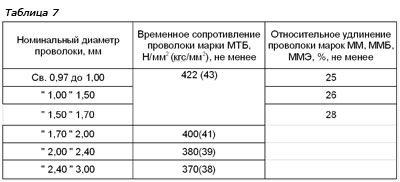 Таблица 7
Номинальный диаметр проволоки, мм
Временное сопротивление проволоки марки МТБ, Н/мм² (кгс/мм²), не менее
Относительное удлинение проволоки марок ММ, ММБ, ММЭ, %, не менее
Св. 0,97 до 1,00 422 (43) 25
" 1,00 " 1,50 26
" 1,50 " 1,70 28
" 1,70 " 2,00 400(41)
" 2,00 " 2,40 380(39)
" 2,40 " 3,00 370(38)